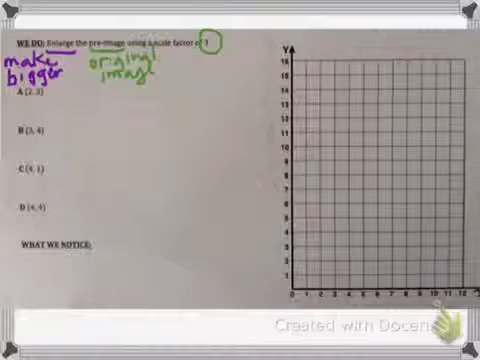 WE DO: Enlarge the pre-image using a scale factor of 3
make original
bigger image
A (2, 3)
B (3, 4)
C (4, 1)
D (4, 4)
WHAT WE NOTICE:
Y
16
15
14
13
12
11
10
9
8
7
6
5
4
3
2
1
0 1 2 3 4 5 6 7 8 9 10 11 12
Created with Docen